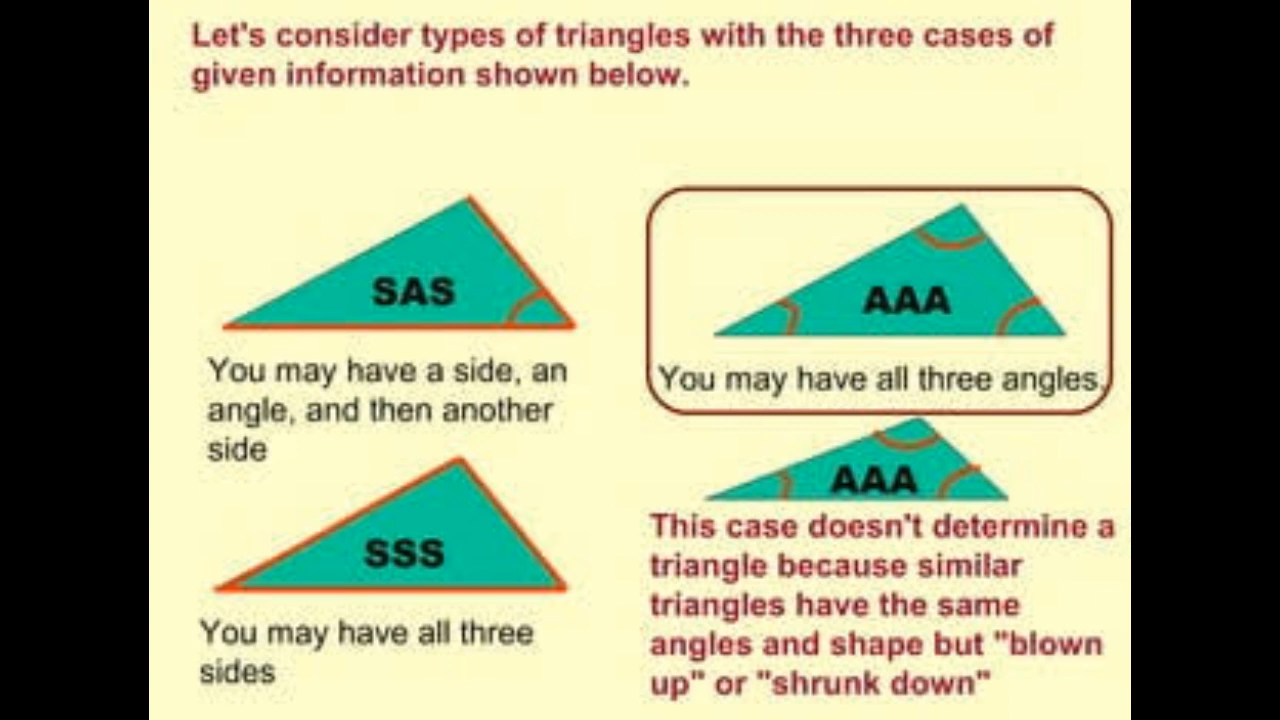 Let's consider types of triangles with the three cases of
given information shown below.
SAS
You may have a side, an
angle, and then another
side
AAA
You may have all three angles.
SSS
You may have all three
sides
AAA
This case doesn't determine a
triangle because similar
triangles have the same
angles and shape but "blown
up" or "shrunk down"